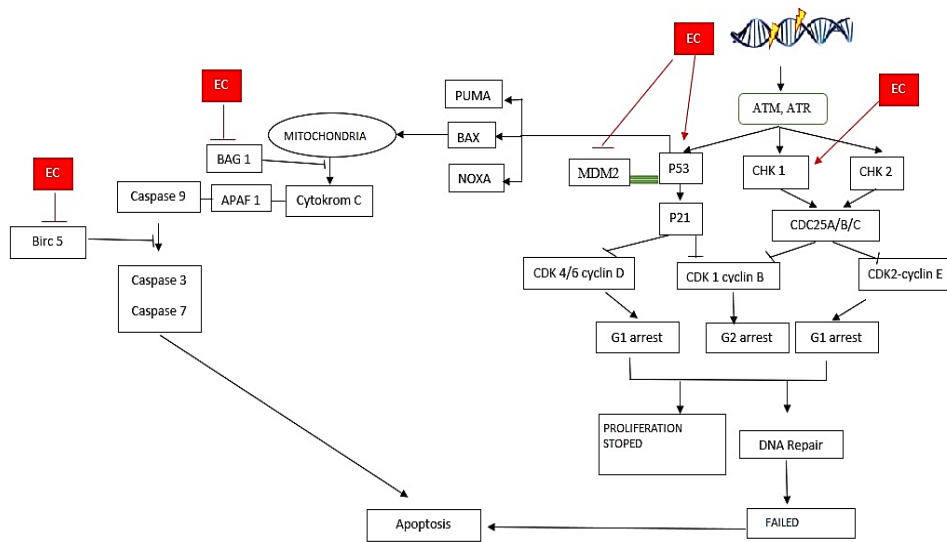 EC
EC
EC
PUMA
ATM, ATR
MITOCHONDRIA
BAX
BAG 1
MDM2
P53
CHK 1
CHK 2
EC
NOXA
Caspase 9
APAF 1
Cytokrom C
P21
CDC25A/B/C
Birc 5
CDK 4/6 cyclin D
CDK 1 cyclin B
CDK2-cyclin E
Caspase 3
Caspase 7
G1 arrest
G2 arrest
G1 arrest
PROLIFERATION
STOPED
DNA Repair
Apoptosis
FAILED